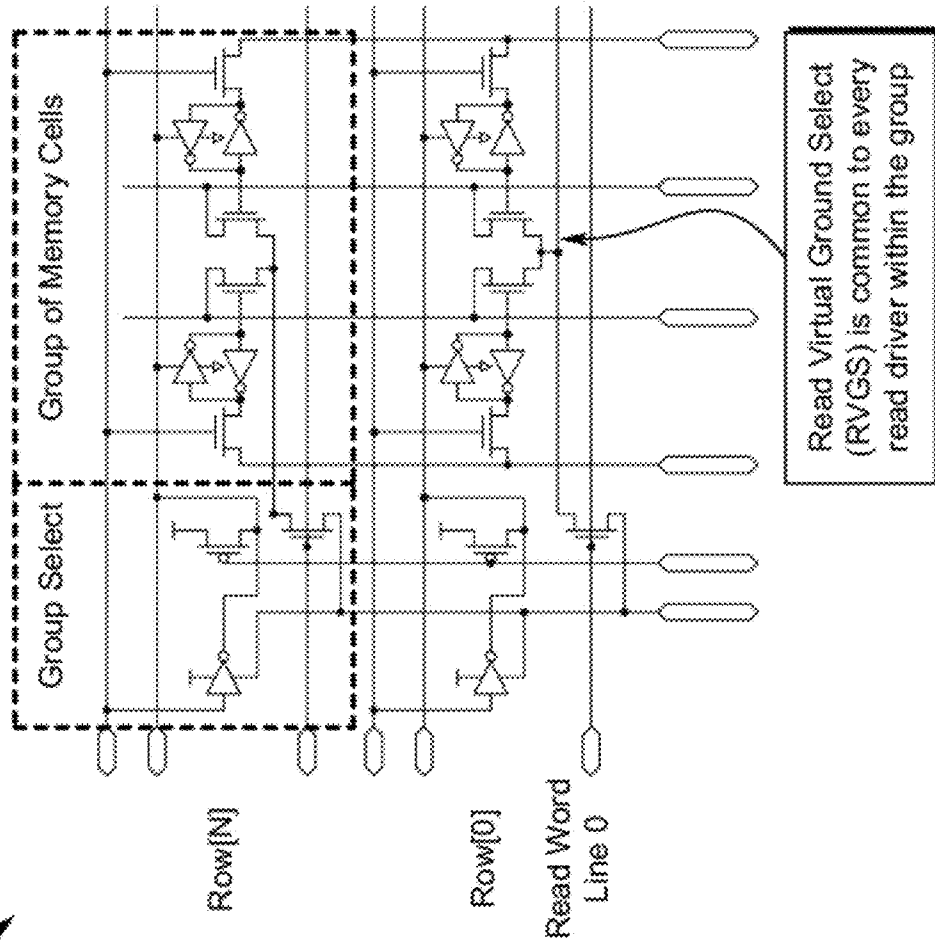 Group Select
Group of Memory Cells
Row[N]
Row[0]
Read Word
Line 0
Read Virtual Ground Select
(RVGS) is common to every
read driver within the group